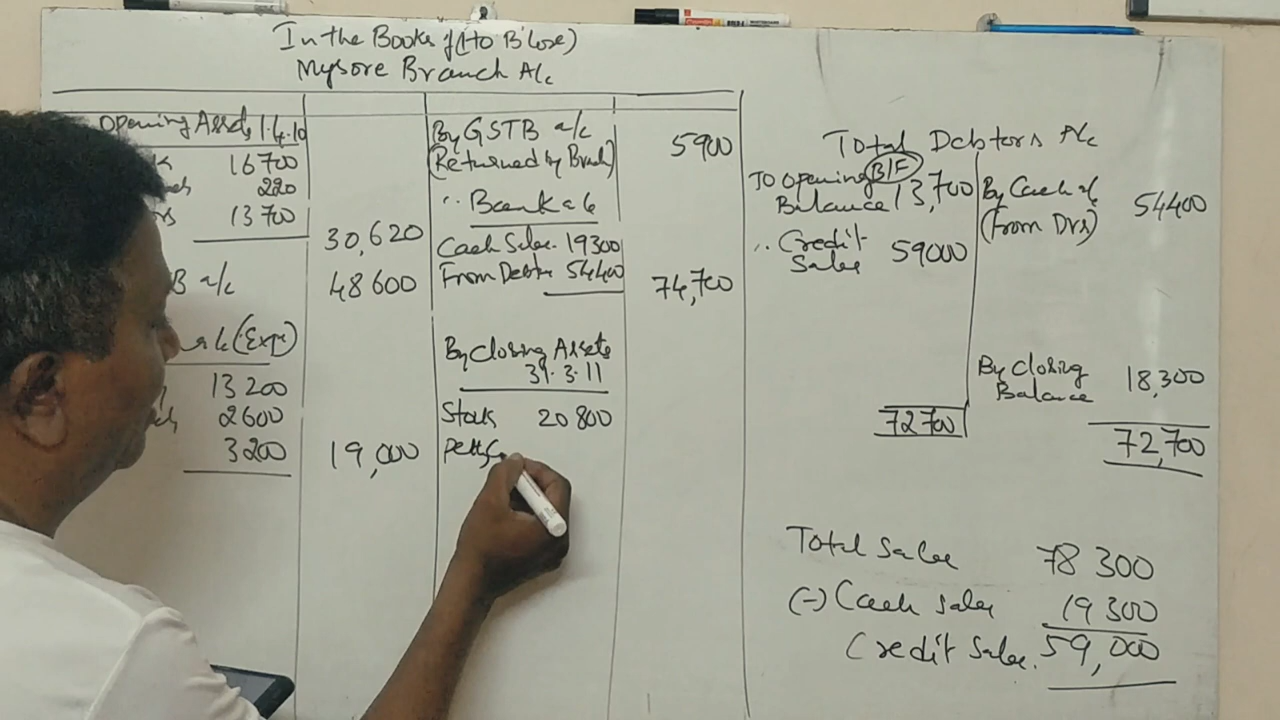 In the Books of (Ho B'lore)
Mysore Branch A/c
Opening Assets 1.4.10
16700
220
13700
30,620
B a/c
48600
(Exp)
13200
2600
3200
19,000
By GSTB a/c
(Returned by Branch)
5900
∴ Bank a/c
Cash Sales. 19300
From Debtrs 54400
74,700
By Closing Assets
31.3.11
Stock 20800
Petty
Total Debtors A/c
To Opening B/F
Balance 13,700
∴ Credit
Sales 59000
72700
By Cash a/c
(from Drs)
54400
By Closing
Balance
18,300
72,700
Total Sales 78300
(-) Cash Sales 19300
Credit Sales. 59,000